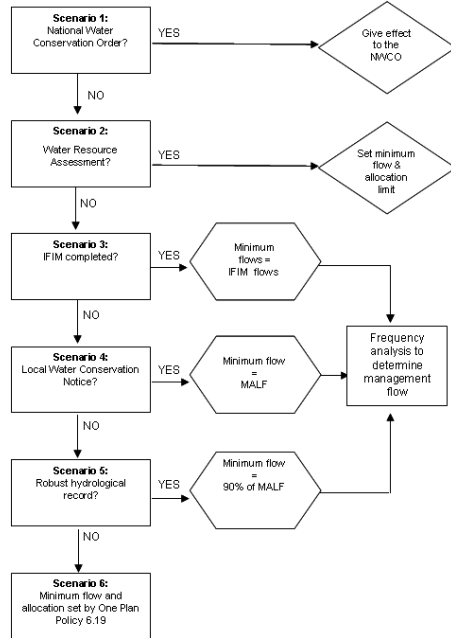 Scenario 1:
National Water
Conservation Order?
YES
Give effect
to the
NWCO
NO
Scenario 2:
Water Resource
Assessment?
YES
Set minimum
flow &
allocation
limit
NO
Scenario 3:
IFIM completed?
YES
Minimum
flows =
IFIM flows
NO
Scenario 4:
Local Water Conservation
Notice?
YES
Minimum flow
=
MALF
Frequency
analysis to
determine
management
flow
NO
Scenario 5:
Robust hydrological
record?
YES
Minimum flow
=
90% of MALF
NO
Scenario 6:
Minimum flow and
allocation set by One Plan
Policy 6.19